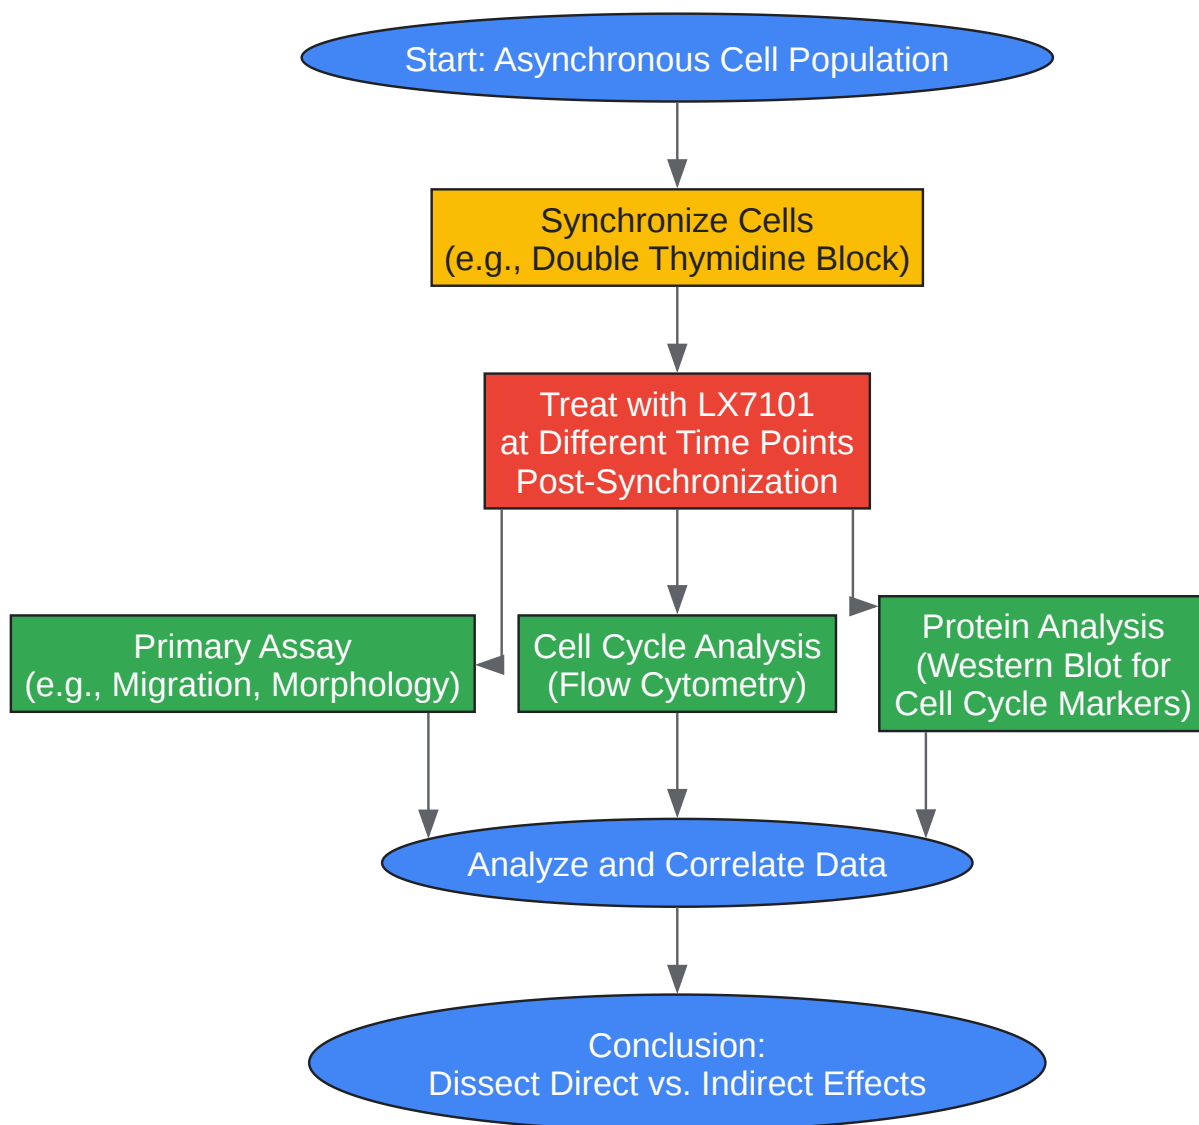 Start: Asynchronous Cell Population
Synchronize Cells
(e.g., Double Thymidine Block)
Treat with LX7101
at Different Time Points
Post-Synchronization
Primary Assay
(e.g., Migration, Morphology)
Cell Cycle Analysis
(Flow Cytometry)
Protein Analysis
(Western Blot for
Cell Cycle Markers)
Analyze and Correlate Data
Conclusion:
Dissect Direct vs. Indirect Effects